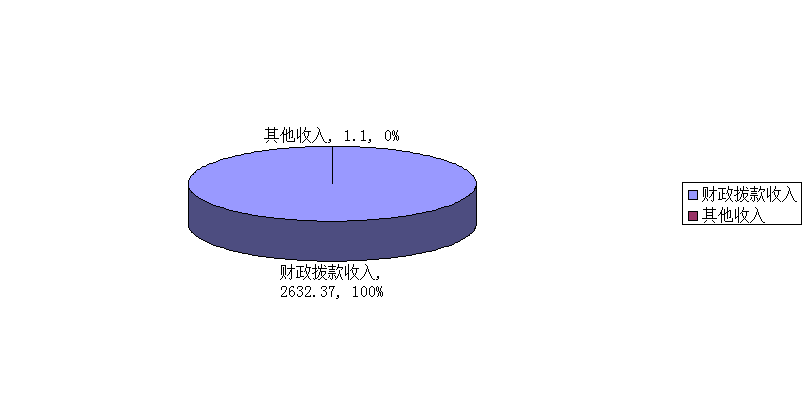 其他收入, 1.1, 0%
财政拨款收入,
2632.37, 100%
财政拨款收入
其他收入